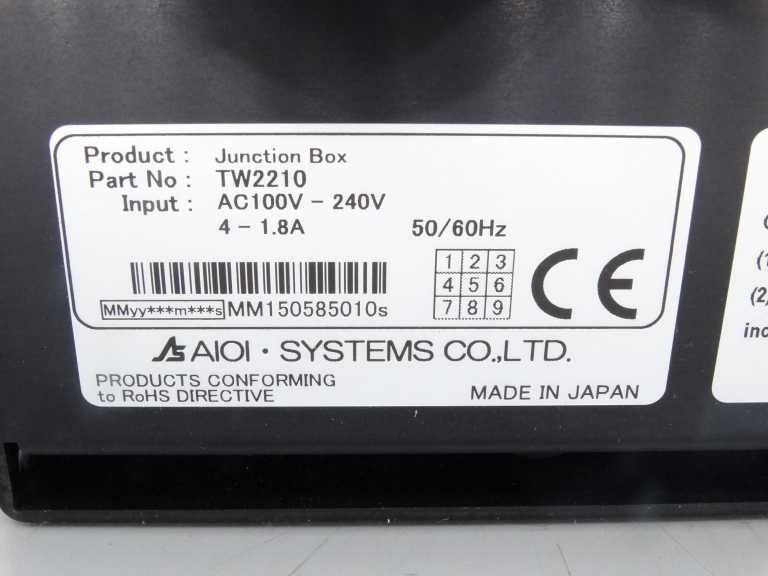 Product : Junction Box
Part No : TW2210
Input : AC100V - 240V
4 - 1.8A 50/60Hz
1 2 3
4 5 6
7 8 9
CE
MMyy***m***s MM150585010s
AIOI・SYSTEMS CO.,LTD.
PRODUCTS CONFORMING
to RoHS DIRECTIVE
MADE IN JAPAN
(1
(2)
inc